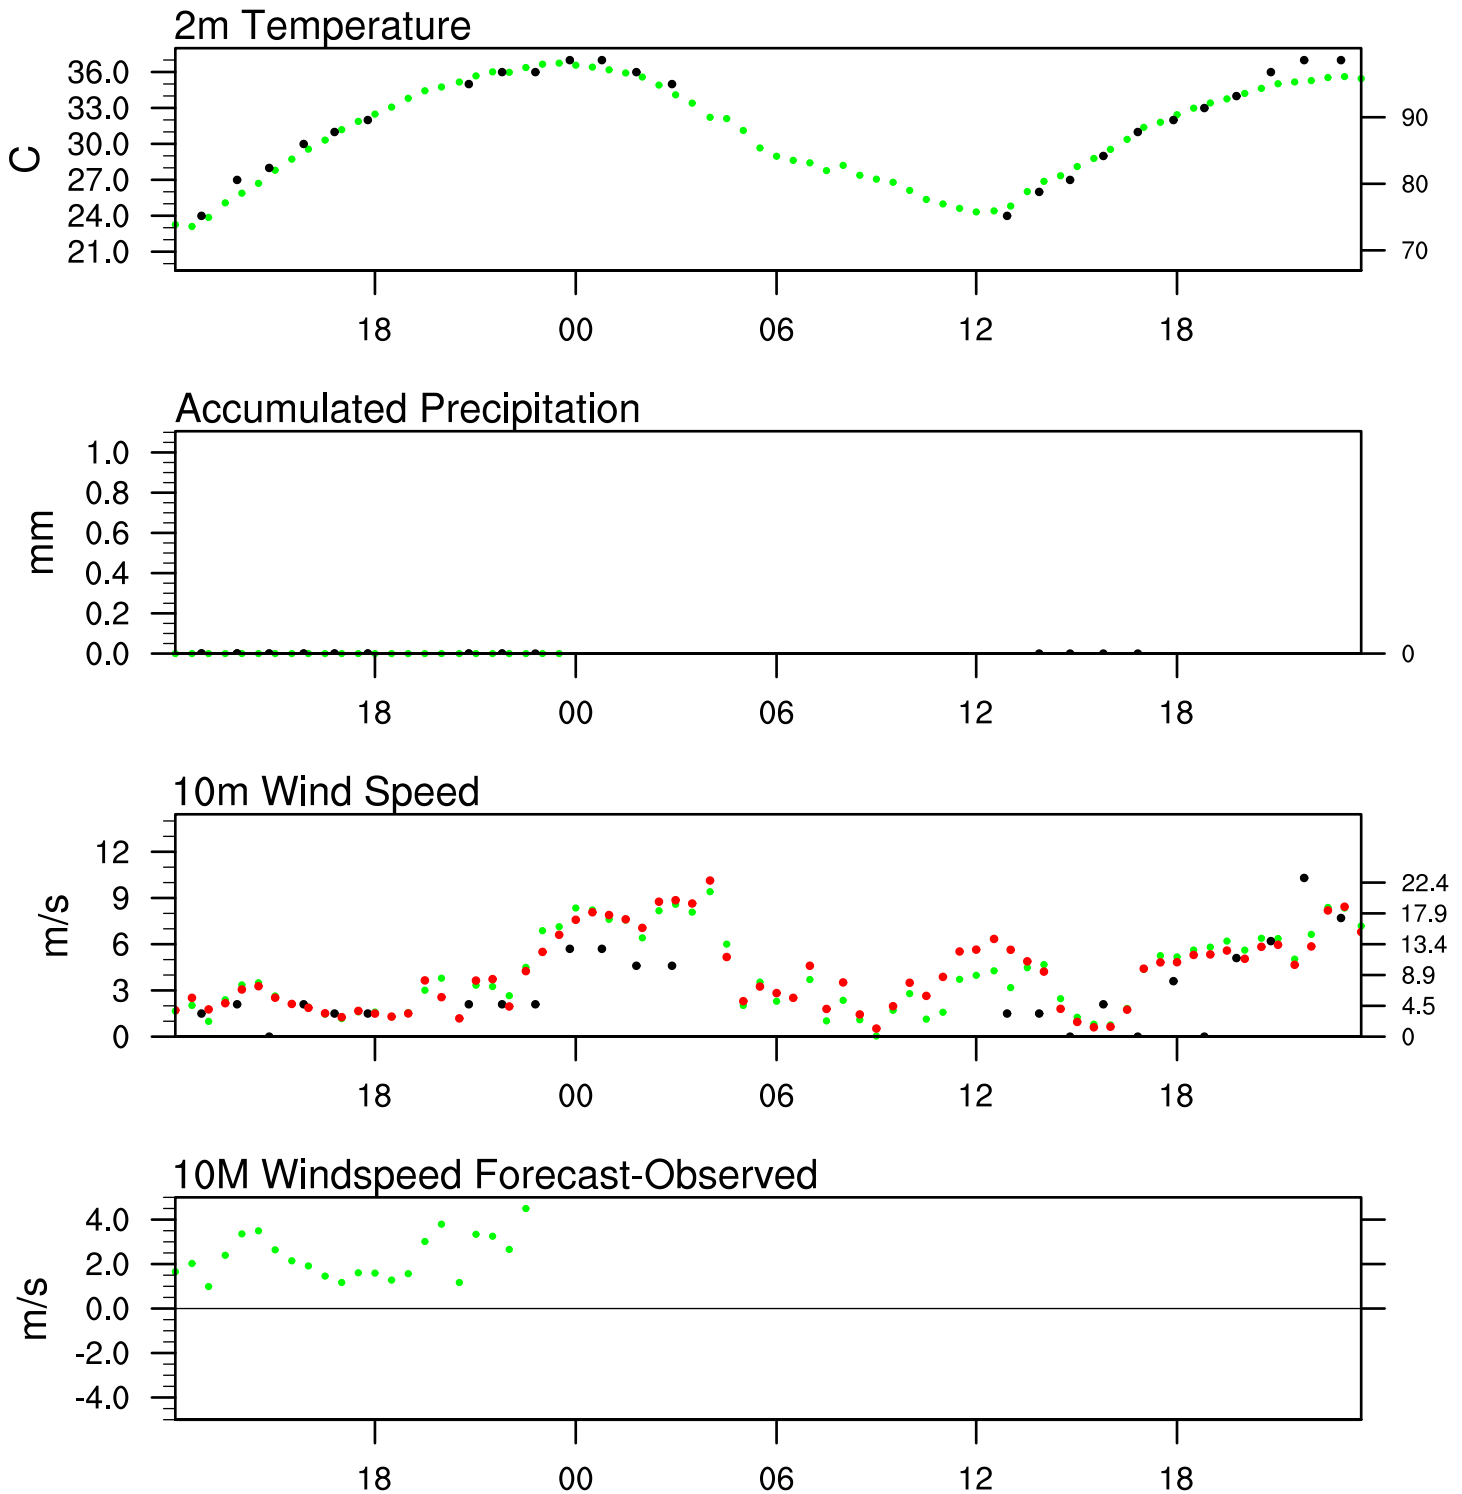 2m Temperature
36.0
33.0
30.0
27.0
24.0
21.0
C
90
80
70
18 00 06 12 18
Accumulated Precipitation
1.0
0.8
0.6
0.4
0.2
0.0
mm
0
18 00 06 12 18
10m Wind Speed
12
9
6
3
0
m/s
22.4
17.9
13.4
8.9
4.5
0
18 00 06 12 18
10M Windspeed Forecast-Observed
4.0
2.0
0.0
-2.0
-4.0
m/s
18 00 06 12 18